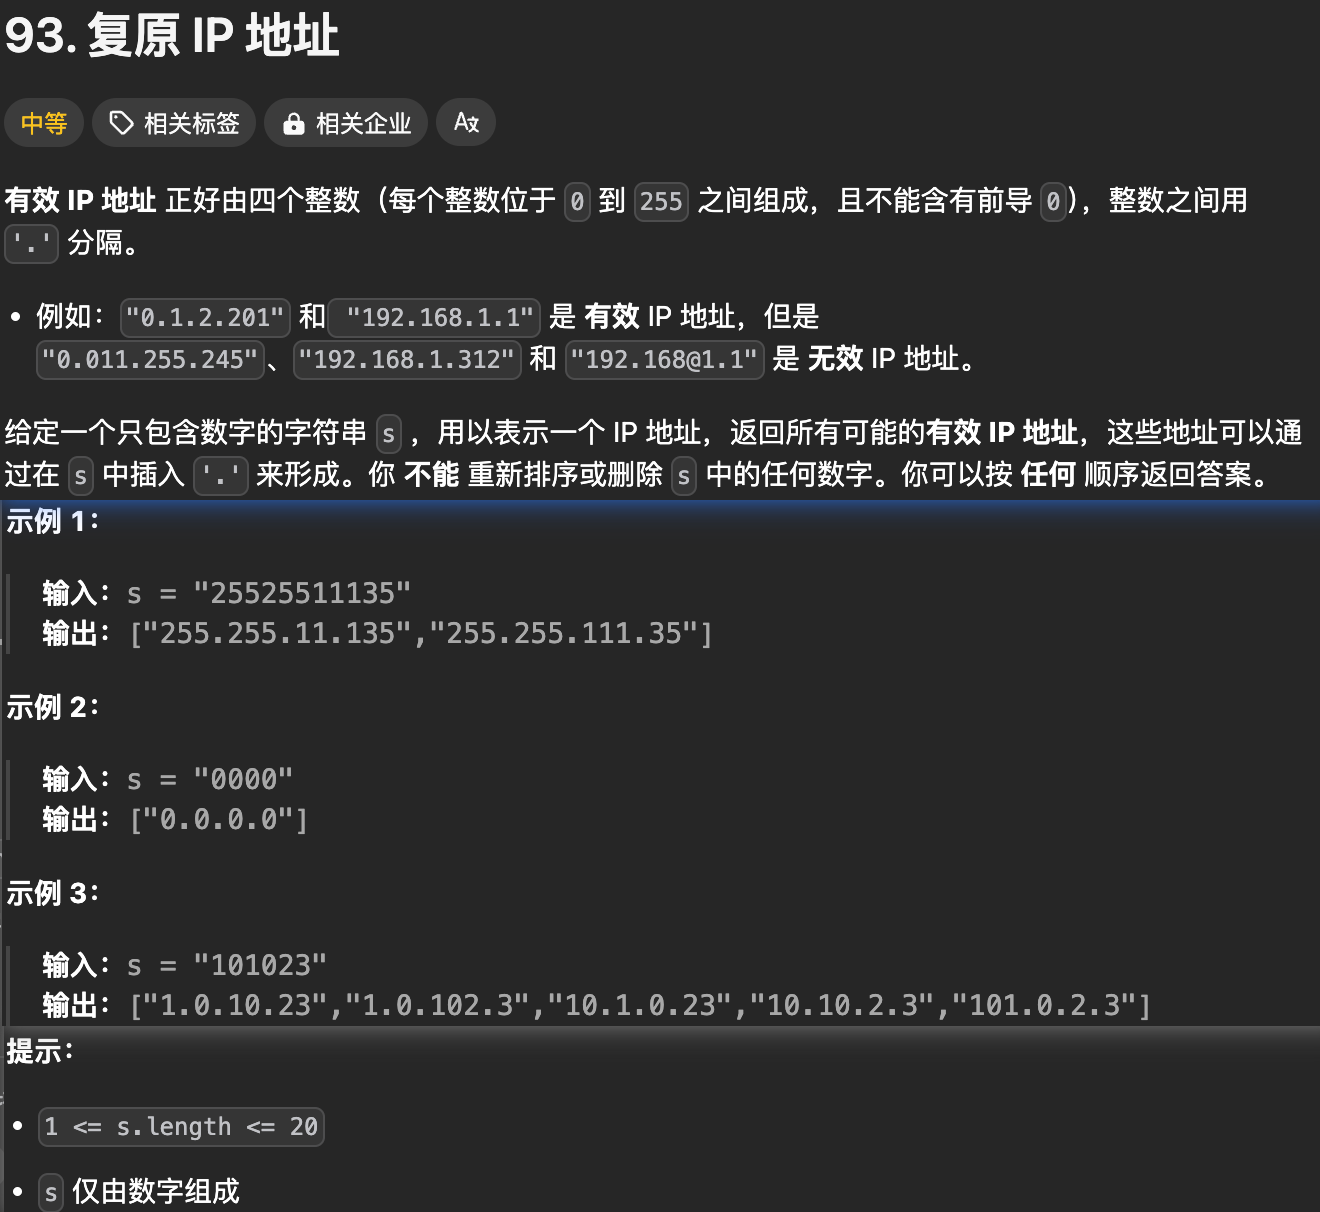 93. 复原 IP 地址
中等 相关标签 相关企业 A文
有效 IP 地址 正好由四个整数（每个整数位于 0 到 255 之间组成，且不能含有前导 0），整数之间用
'.' 分隔。
• 例如："0.1.2.201" 和 "192.168.1.1" 是 有效 IP 地址，但是
"0.011.255.245"、"192.168.1.312" 和 "192.168@1.1" 是 无效 IP 地址。
给定一个只包含数字的字符串 s ，用以表示一个 IP 地址，返回所有可能的有效 IP 地址，这些地址可以通
过在 s 中插入 '.' 来形成。你 不能 重新排序或删除 s 中的任何数字。你可以按 任何 顺序返回答案。
示例 1：
输入：s = "25525511135"
输出：["255.255.11.135","255.255.111.35"]
示例 2：
输入：s = "0000"
输出：["0.0.0.0"]
示例 3：
输入：s = "101023"
输出：["1.0.10.23","1.0.102.3","10.1.0.23","10.10.2.3","101.0.2.3"]
提示：
• 1 <= s.length <= 20
• s 仅由数字组成